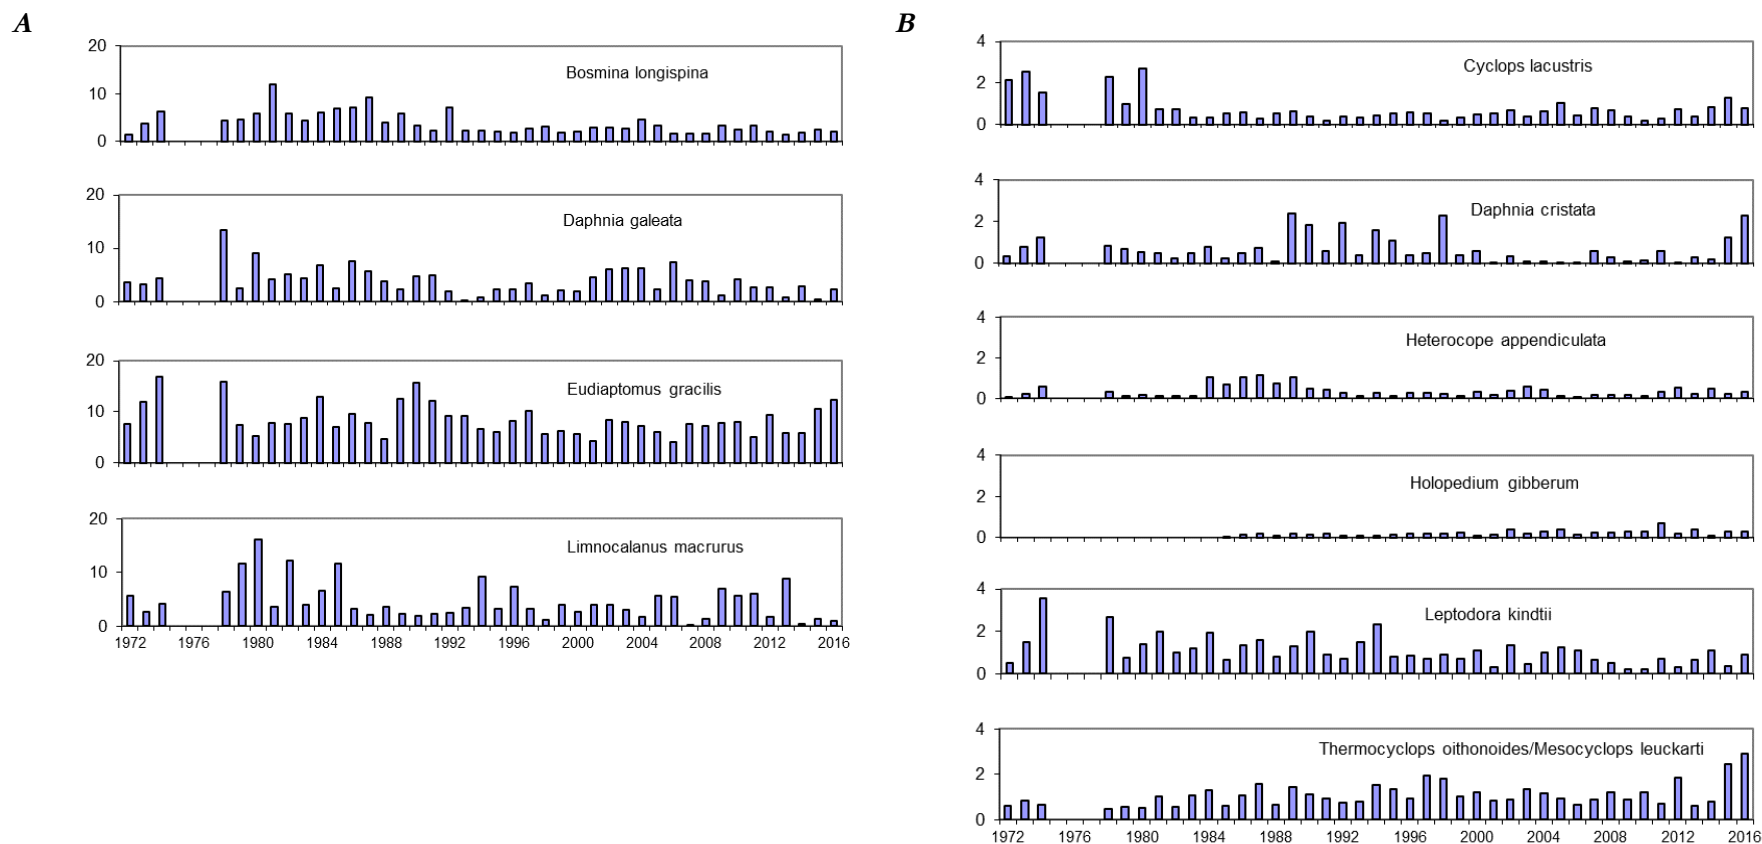 A
20
10
0
Bosmina longispina
20
10
0
Daphnia galeata
20
10
0
Eudiaptomus gracilis
20
10
0
Limnocalanus macrurus
1972 1976 1980 1984 1988 1992 1996 2000 2004 2008 2012 2016
B
4
2
0
Cyclops lacustris
4
2
0
Daphnia cristata
4
2
0
Heterocope appendiculata
4
2
0
Holopedium gibberum
4
2
0
Leptodora kindtii
4
2
0
Thermocyclops oithonoides/Mesocyclops leuckarti
1972 1976 1980 1984 1988 1992 1996 2000 2004 2008 2012 2016